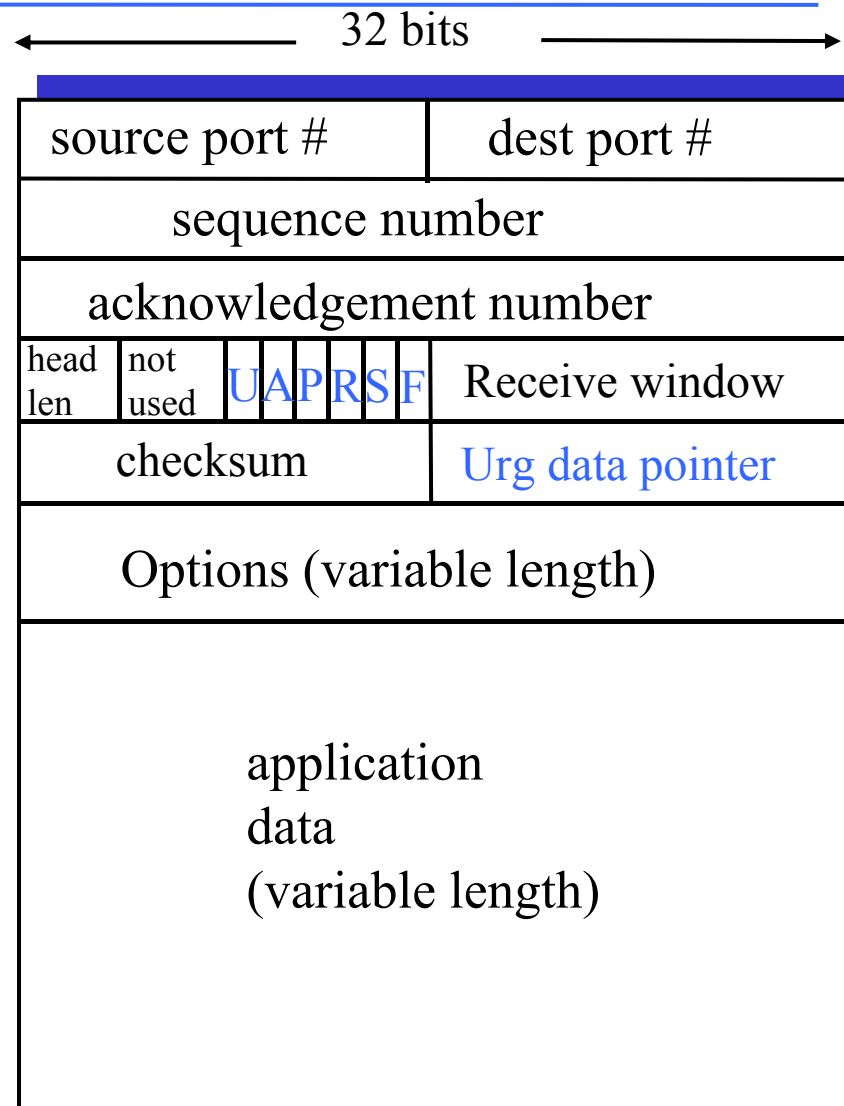 32 bits
source port # dest port #
sequence number
acknowledgement number
head len not used U A P R S F Receive window
checksum Urg data pointer
Options (variable length)
application
data
(variable length)